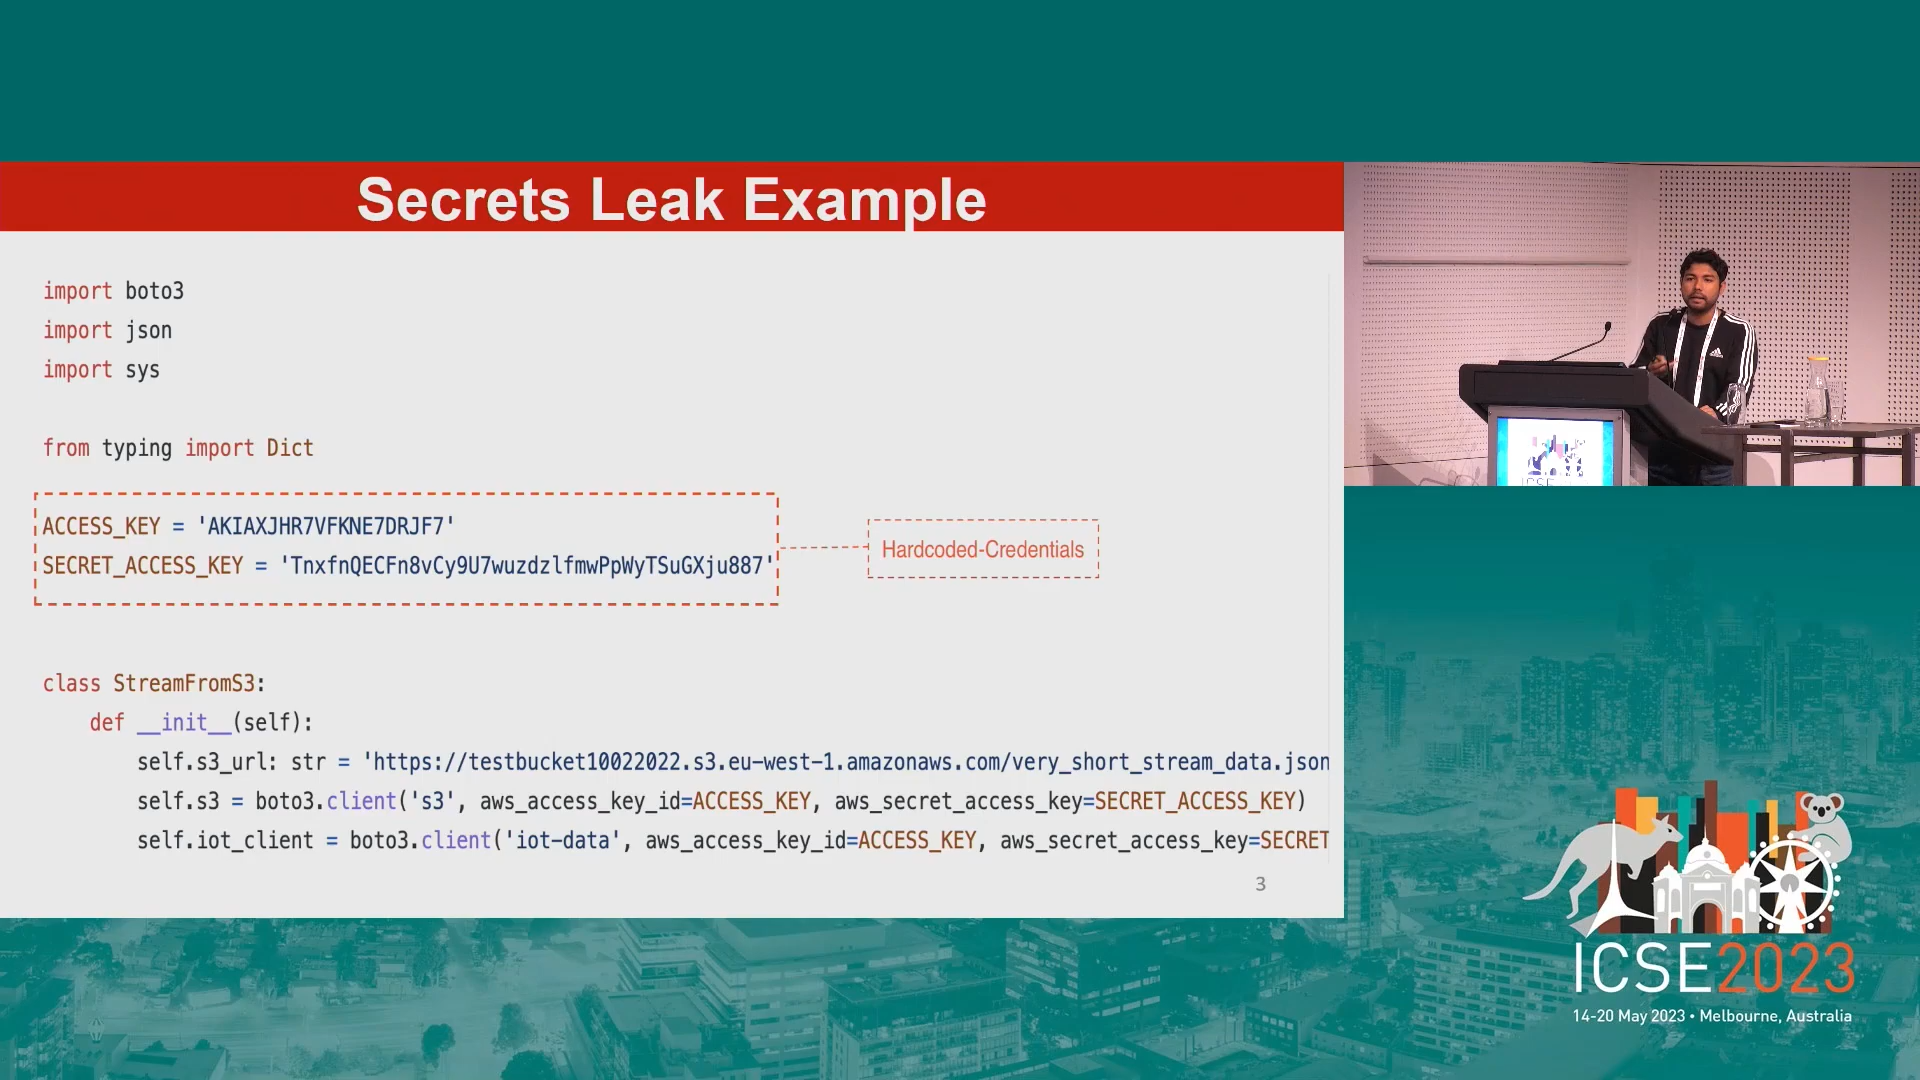 Secrets Leak Example
import boto3
import json
import sys
from typing import Dict
ACCESS_KEY = 'AKIAXJHR7VFKNE7DRJF7'
SECRET_ACCESS_KEY = 'TnxfnQECFn8vCy9U7wuzdzlfmwPpWyTSuGXju887'
Hardcoded-Credentials
class StreamFromS3:
def __init__(self):
self.s3_url: str = 'https://testbucket10022022.s3.eu-west-1.amazonaws.com/very_short_stream_data.json
self.s3 = boto3.client('s3', aws_access_key_id=ACCESS_KEY, aws_secret_access_key=SECRET_ACCESS_KEY)
self.iot_client = boto3.client('iot-data', aws_access_key_id=ACCESS_KEY, aws_secret_access_key=SECRET
3
ICSE2023
14-20 May 2023 • Melbourne, Australia